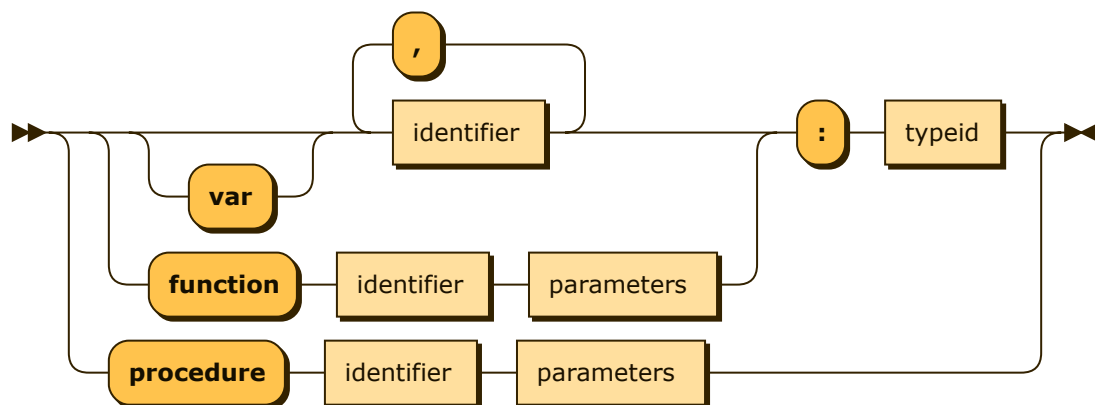 ,
identifier : typeid
var
function identifier parameters
procedure identifier parameters